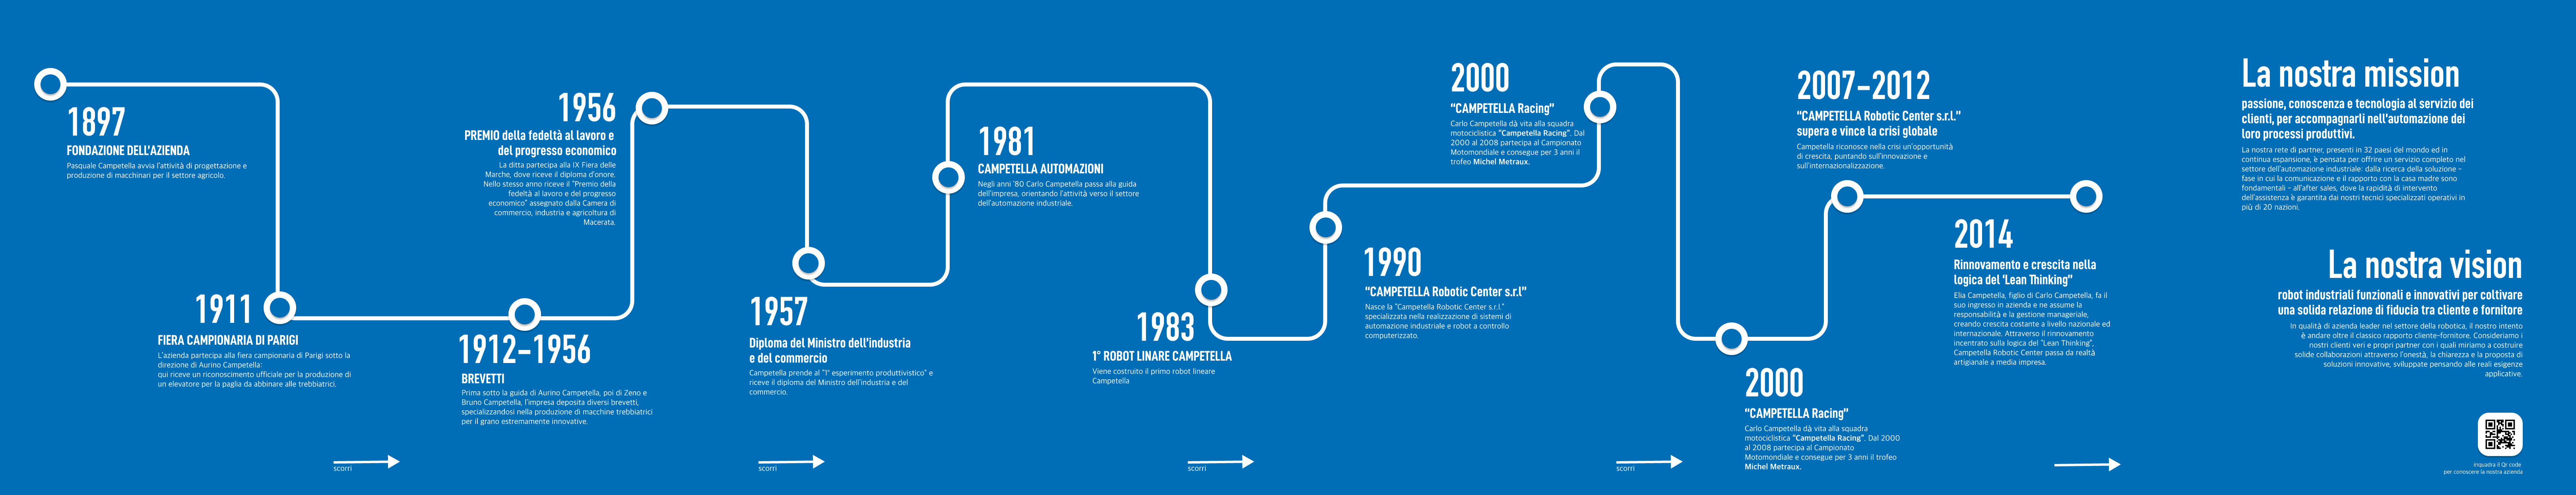 1897
FONDAZIONE DELL'AZIENDA
Pasquale Campetella avvia l'attività di progettazione e
produzione di macchinari per il settore agricolo.
1911
FIERA CAMPIONARIA DI PARIGI
L'azienda partecipa alla fiera campionaria di Parigi sotto la
direzione di Aurino Campetella:
qui riceve un riconoscimento ufficiale per la produzione di
un elevatore per la paglia da abbinare alle trebbiatrici.
scorri
1912-1956
BREVETTI
Prima sotto la guida di Aurino Campetella, poi di Zeno e
Bruno Campetella, l'impresa deposita diversi brevetti,
specializzandosi nella produzione di macchine trebbiatrici
per il grano estremamente innovative.
1956
PREMIO della fedeltà al lavoro e
del progresso economico
La ditta partecipa alla IX Fiera delle
Marche, dove riceve il diploma d'onore.
Nello stesso anno riceve il "Premio della
fedeltà al lavoro e del progresso
economico" assegnato dalla Camera di
commercio, industria e agricoltura di
Macerata.
1957
Diploma del Ministro dell'industria
e del commercio
Campetella prende al "1° esperimento produttivistico" e
riceve il diploma del Ministro dell'industria e del
commercio.
scorri
1981
CAMPETELLA AUTOMAZIONI
Negli anni '80 Carlo Campetella passa alla guida
dell'impresa, orientando l'attività verso il settore
dell'automazione industriale.
1983
1° ROBOT LINARE CAMPETELLA
Viene costruito il primo robot lineare
Campetella
scorri
1990
"CAMPETELLA Robotic Center s.r.l"
Nasce la "Campetella Robotic Center s.r.l."
specializzata nella realizzazione di sistemi di
automazione industriale e robot a controllo
computerizzato.
2000
"CAMPETELLA Racing"
Carlo Campetella dà vita alla squadra
motociclistica "Campetella Racing". Dal
2000 al 2008 partecipa al Campionato
Motomondiale e consegue per 3 anni il
trofeo Michel Metraux.
scorri
2000
"CAMPETELLA Racing"
Carlo Campetella dà vita alla squadra
motociclistica "Campetella Racing". Dal 2000
al 2008 partecipa al Campionato
Motomondiale e consegue per 3 anni il trofeo
Michel Metraux.
2007-2012
"CAMPETELLA Robotic Center s.r.l."
supera e vince la crisi globale
Campetella riconosce nella crisi un'opportunità
di crescita, puntando sull'innovazione e
sull'internazionalizzazione.
2014
Rinnovamento e crescita nella
logica del 'Lean Thinking"
Elia Campetella, figlio di Carlo Campetella, fa il
suo ingresso in azienda e ne assume la
responsabilità e la gestione manageriale,
creando crescita costante a livello nazionale ed
internazionale. Attraverso il rinnovamento
incentrato sulla logica del "Lean Thinking",
Campetella Robotic Center passa da realtà
artigianale a media impresa.
La nostra mission
passione, conoscenza e tecnologia al servizio dei
clienti, per accompagnarli nell'automazione dei
loro processi produttivi.
La nostra rete di partner, presenti in 32 paesi del mondo ed in
continua espansione, è pensata per offrire un servizio completo nel
settore dell'automazione industriale: dalla ricerca della soluzione -
fase in cui la comunicazione e il rapporto con la casa madre sono
fondamentali - all'after sales, dove la rapidità di intervento
dell'assistenza è garantita dai nostri tecnici specializzati operativi in
più di 20 nazioni.
La nostra vision
robot industriali funzionali e innovativi per coltivare
una solida relazione di fiducia tra cliente e fornitore
In qualità di azienda leader nel settore della robotica, il nostro intento
è andare oltre il classico rapporto cliente-fornitore. Consideriamo i
nostri clienti veri e propri partner con i quali miriamo a costruire
solide collaborazioni attraverso l'onestà, la chiarezza e la proposta di
soluzioni innovative, sviluppate pensando alle reali esigenze
applicative.
inquadra il Qr code
per conoscere la nostra azienda